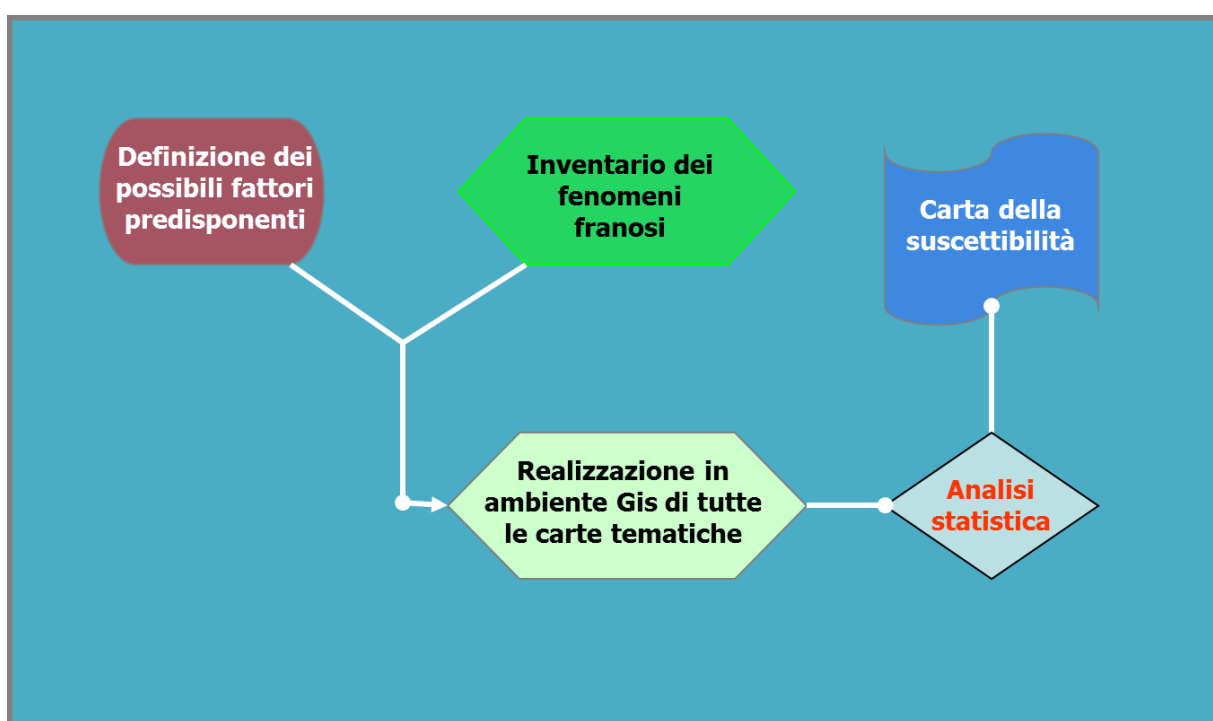 Definizione dei
possibili fattori
predisponenti
Inventario dei
fenomeni
franosi
Carta della
suscettibilità
Realizzazione in
ambiente Gis di tutte
le carte tematiche
Analisi
statistica